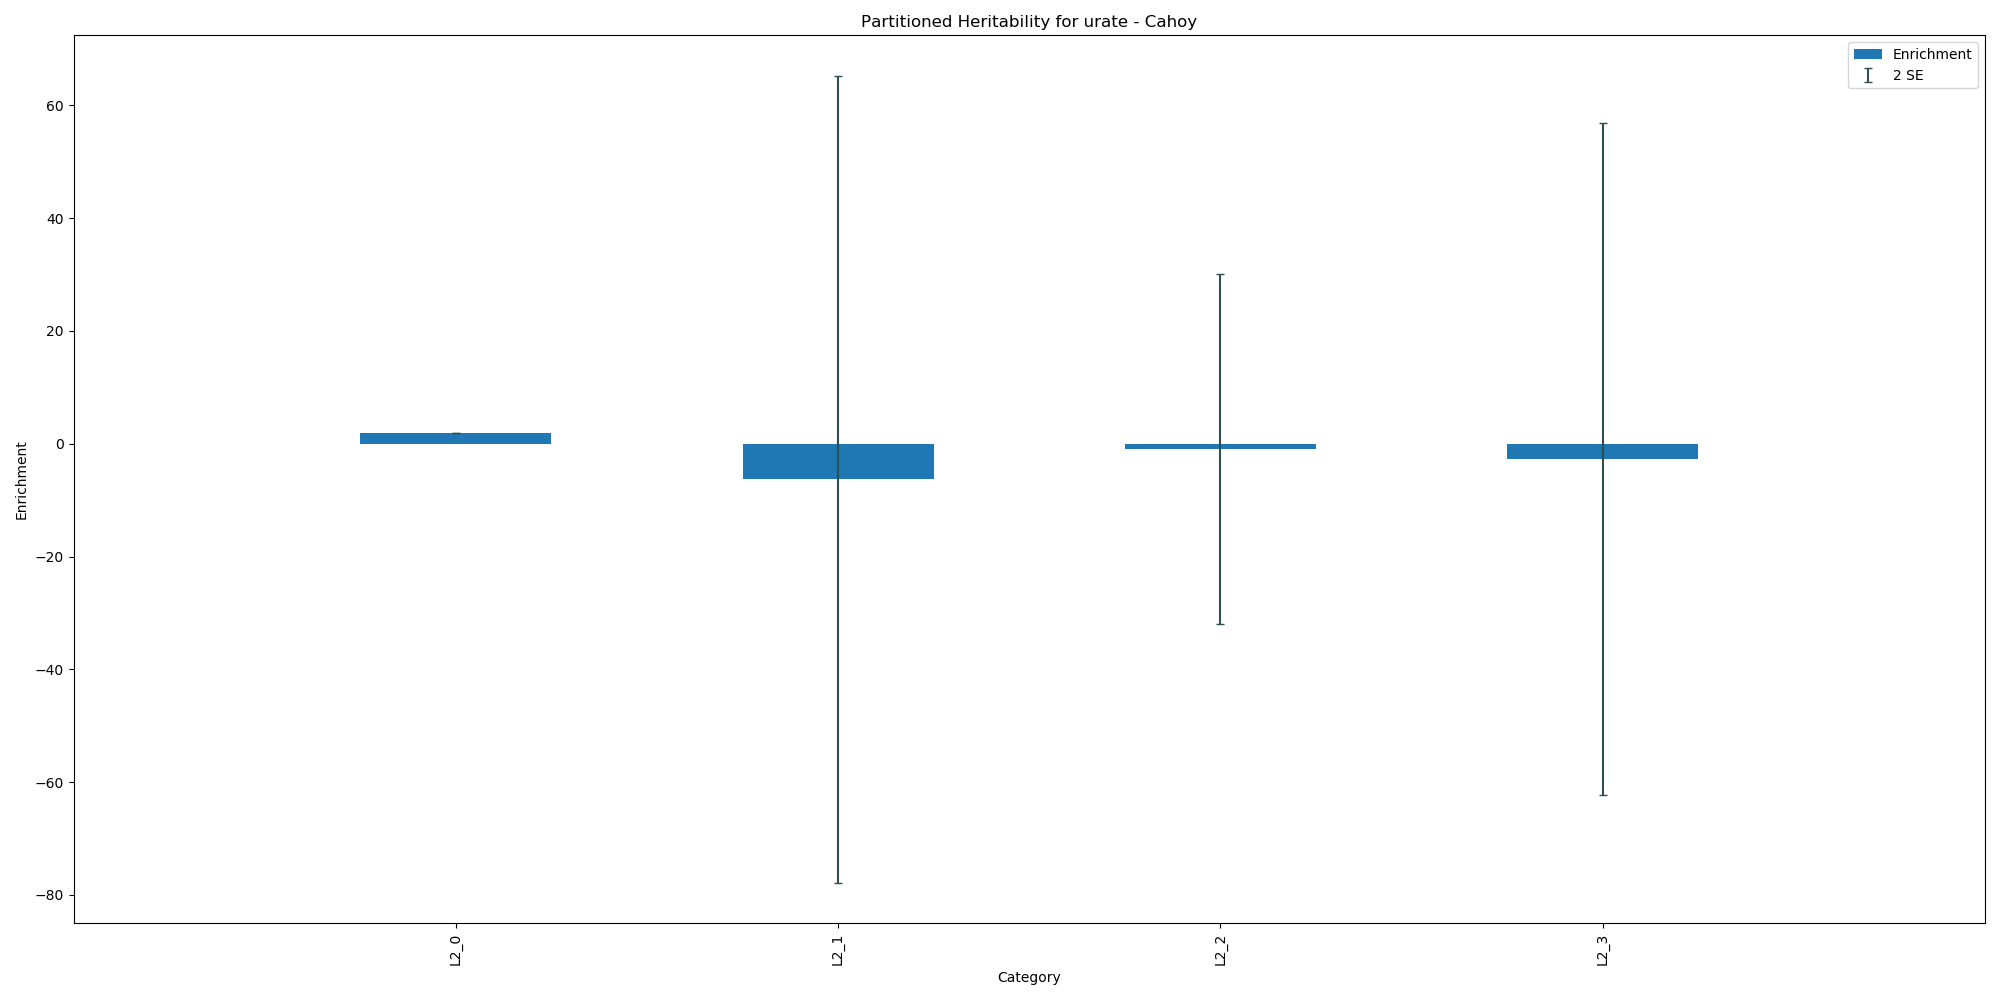 Partitioned Heritability for urate - Cahoy
Enrichment
2 SE
60
40
20
0
−20
−40
−60
−80
Enrichment
L2_0
L2_1
L2_2
L2_3
Category